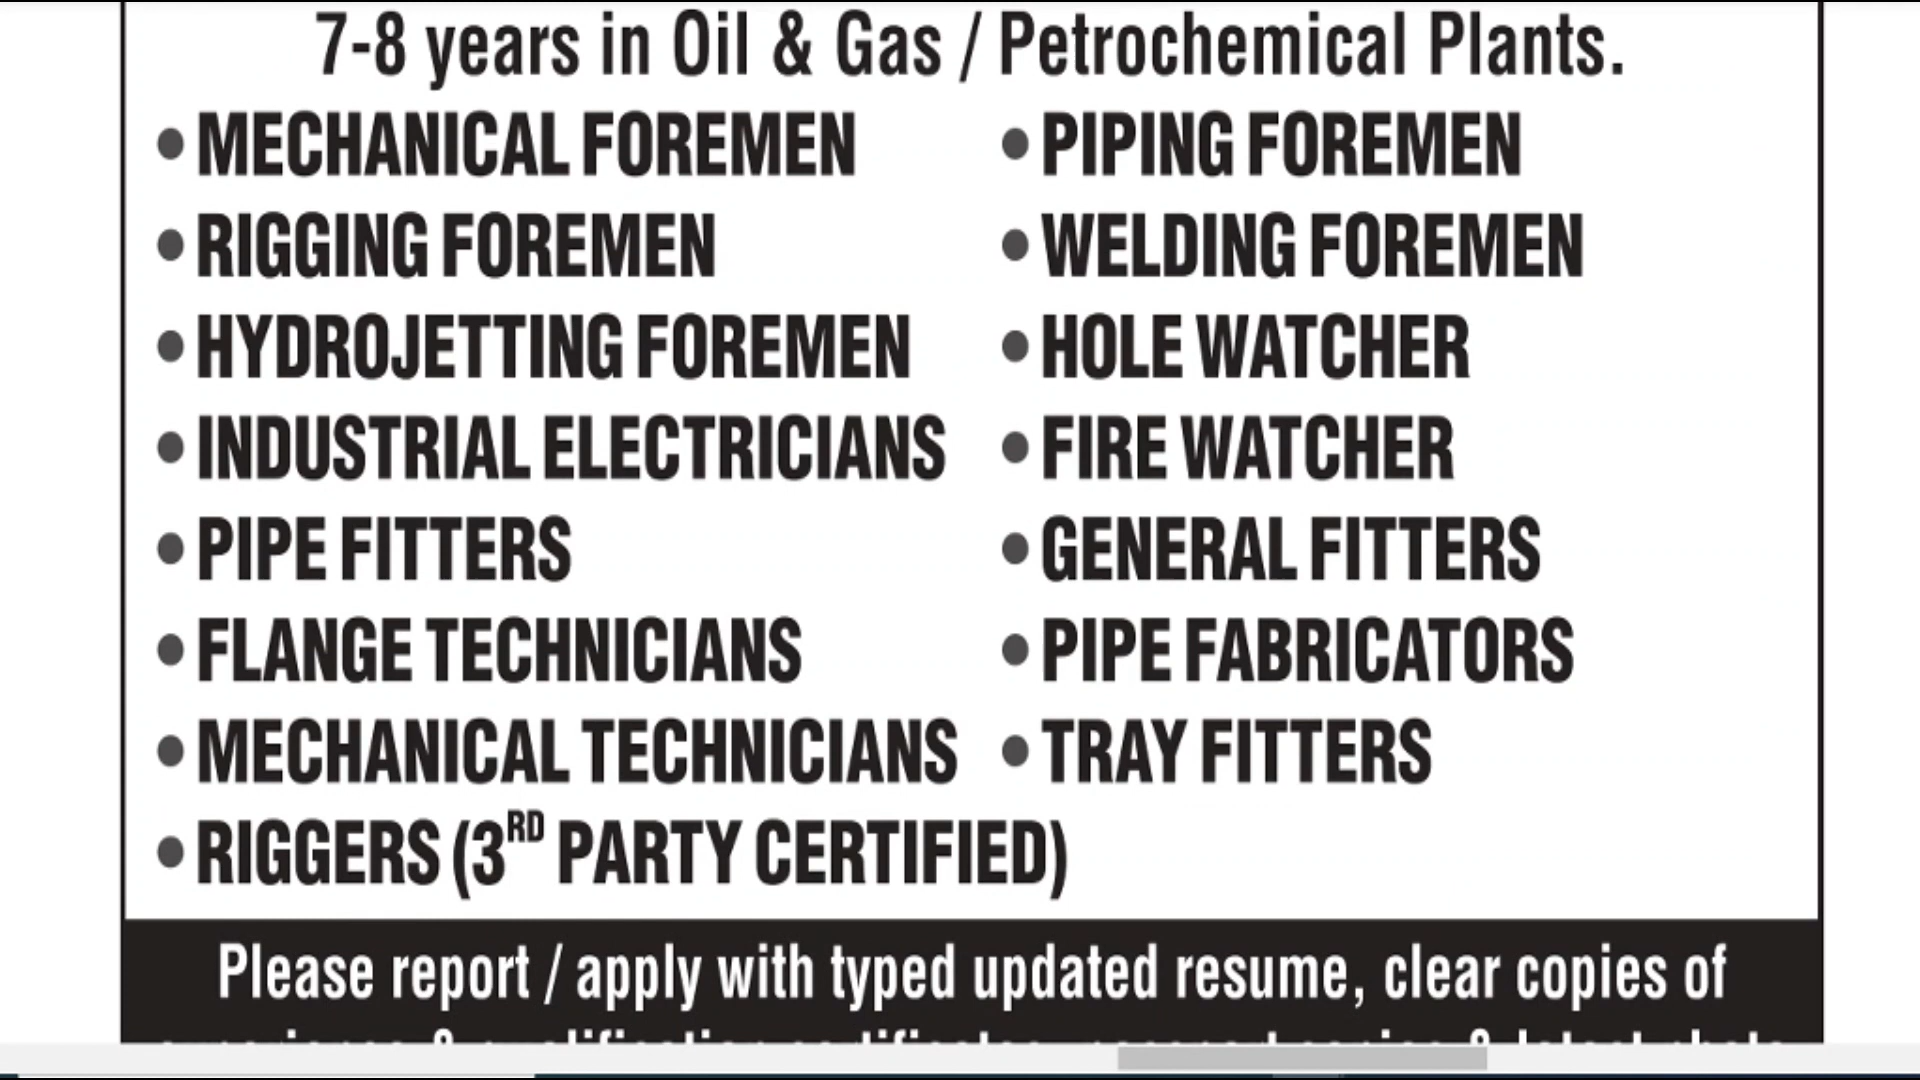 7-8 years in Oil & Gas / Petrochemical Plants.
• MECHANICAL FOREMEN • PIPING FOREMEN
• RIGGING FOREMEN • WELDING FOREMEN
• HYDROJETTING FOREMEN • HOLE WATCHER
• INDUSTRIAL ELECTRICIANS • FIRE WATCHER
• PIPE FITTERS • GENERAL FITTERS
• FLANGE TECHNICIANS • PIPE FABRICATORS
• MECHANICAL TECHNICIANS • TRAY FITTERS
• RIGGERS (3RD PARTY CERTIFIED)
Please report / apply with typed updated resume, clear copies of